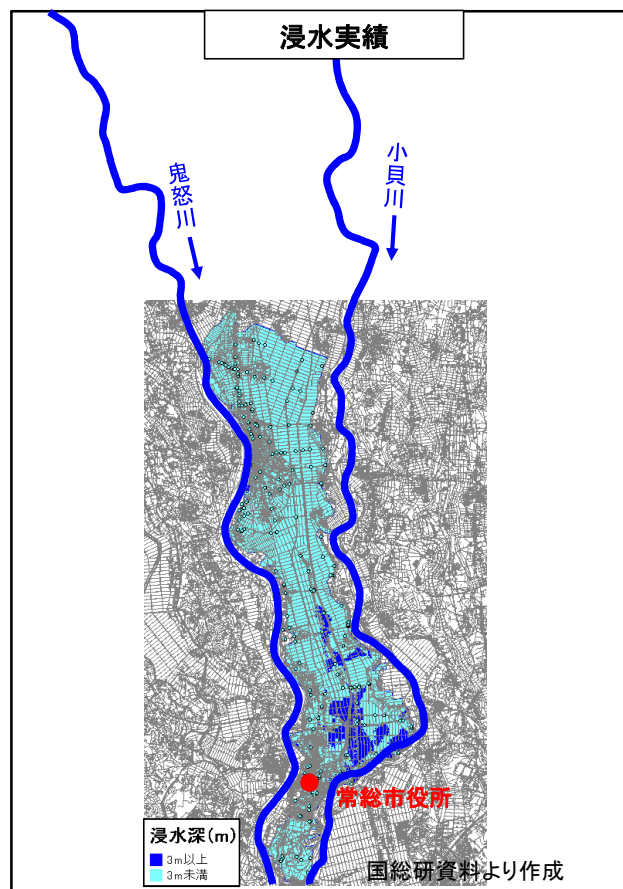 浸水実績
鬼怒川
小貝川
常総市役所
浸水深(m)
3m以上
3m未満
国総研資料より作成